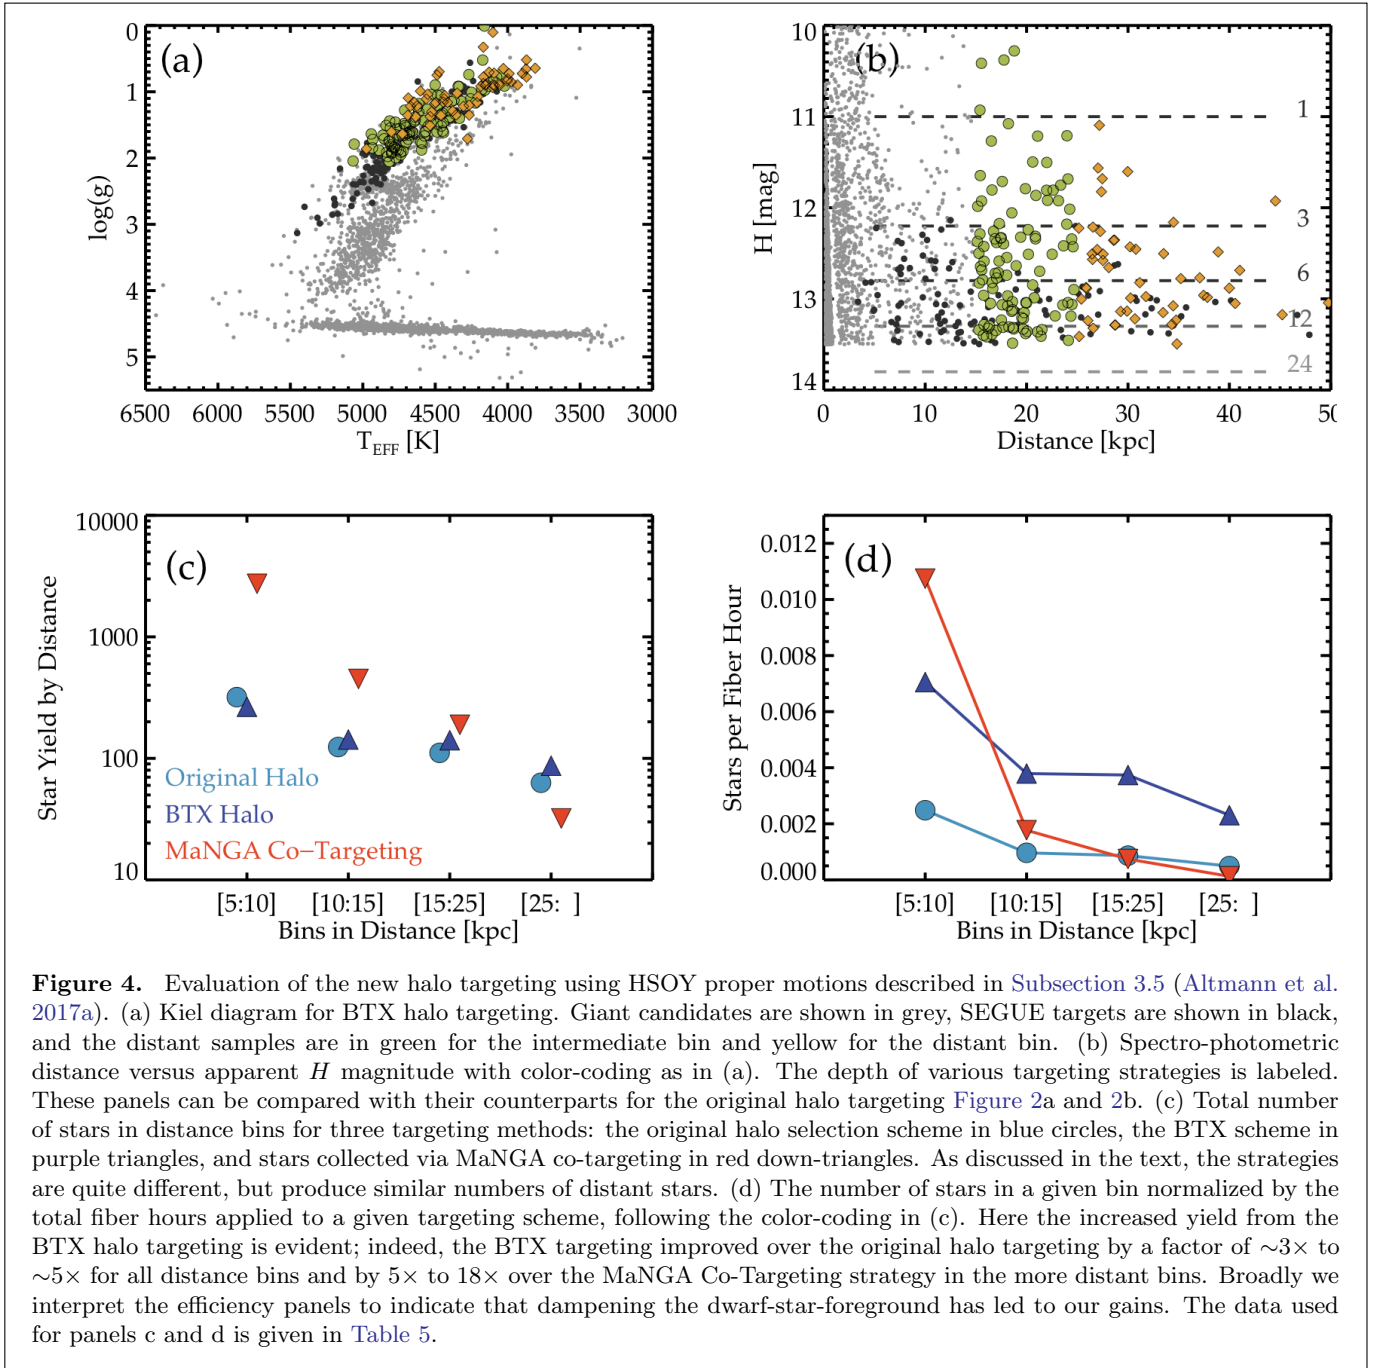 (a)
0
1
2
3
4
5
log(g)
6500 6000 5500 5000 4500 4000 3500 3000
T_EFF [K]
(b)
10
11
12
13
14
H [mag]
1
3
6
12
24
0 10 20 30 40 50
Distance [kpc]
(c)
10000
1000
100
10
Star Yield by Distance
Original Halo
BTX Halo
MaNGA Co-Targeting
[5:10] [10:15] [15:25] [25: ]
Bins in Distance [kpc]
(d)
0.012
0.010
0.008
0.006
0.004
0.002
0.000
Stars per Fiber Hour
[5:10] [10:15] [15:25] [25: ]
Bins in Distance [kpc]
Figure 4. Evaluation of the new halo targeting using HSOY proper motions described in Subsection 3.5 (Altmann et al.
2017a). (a) Kiel diagram for BTX halo targeting. Giant candidates are shown in grey, SEGUE targets are shown in black,
and the distant samples are in green for the intermediate bin and yellow for the distant bin. (b) Spectro-photometric
distance versus apparent H magnitude with color-coding as in (a). The depth of various targeting strategies is labeled.
These panels can be compared with their counterparts for the original halo targeting Figure 2a and 2b. (c) Total number
of stars in distance bins for three targeting methods: the original halo selection scheme in blue circles, the BTX scheme in
purple triangles, and stars collected via MaNGA co-targeting in red down-triangles. As discussed in the text, the strategies
are quite different, but produce similar numbers of distant stars. (d) The number of stars in a given bin normalized by the
total fiber hours applied to a given targeting scheme, following the color-coding in (c). Here the increased yield from the
BTX halo targeting is evident; indeed, the BTX targeting improved over the original halo targeting by a factor of ∼3× to
∼5× for all distance bins and by 5× to 18× over the MaNGA Co-Targeting strategy in the more distant bins. Broadly we
interpret the efficiency panels to indicate that dampening the dwarf-star-foreground has led to our gains. The data used
for panels c and d is given in Table 5.